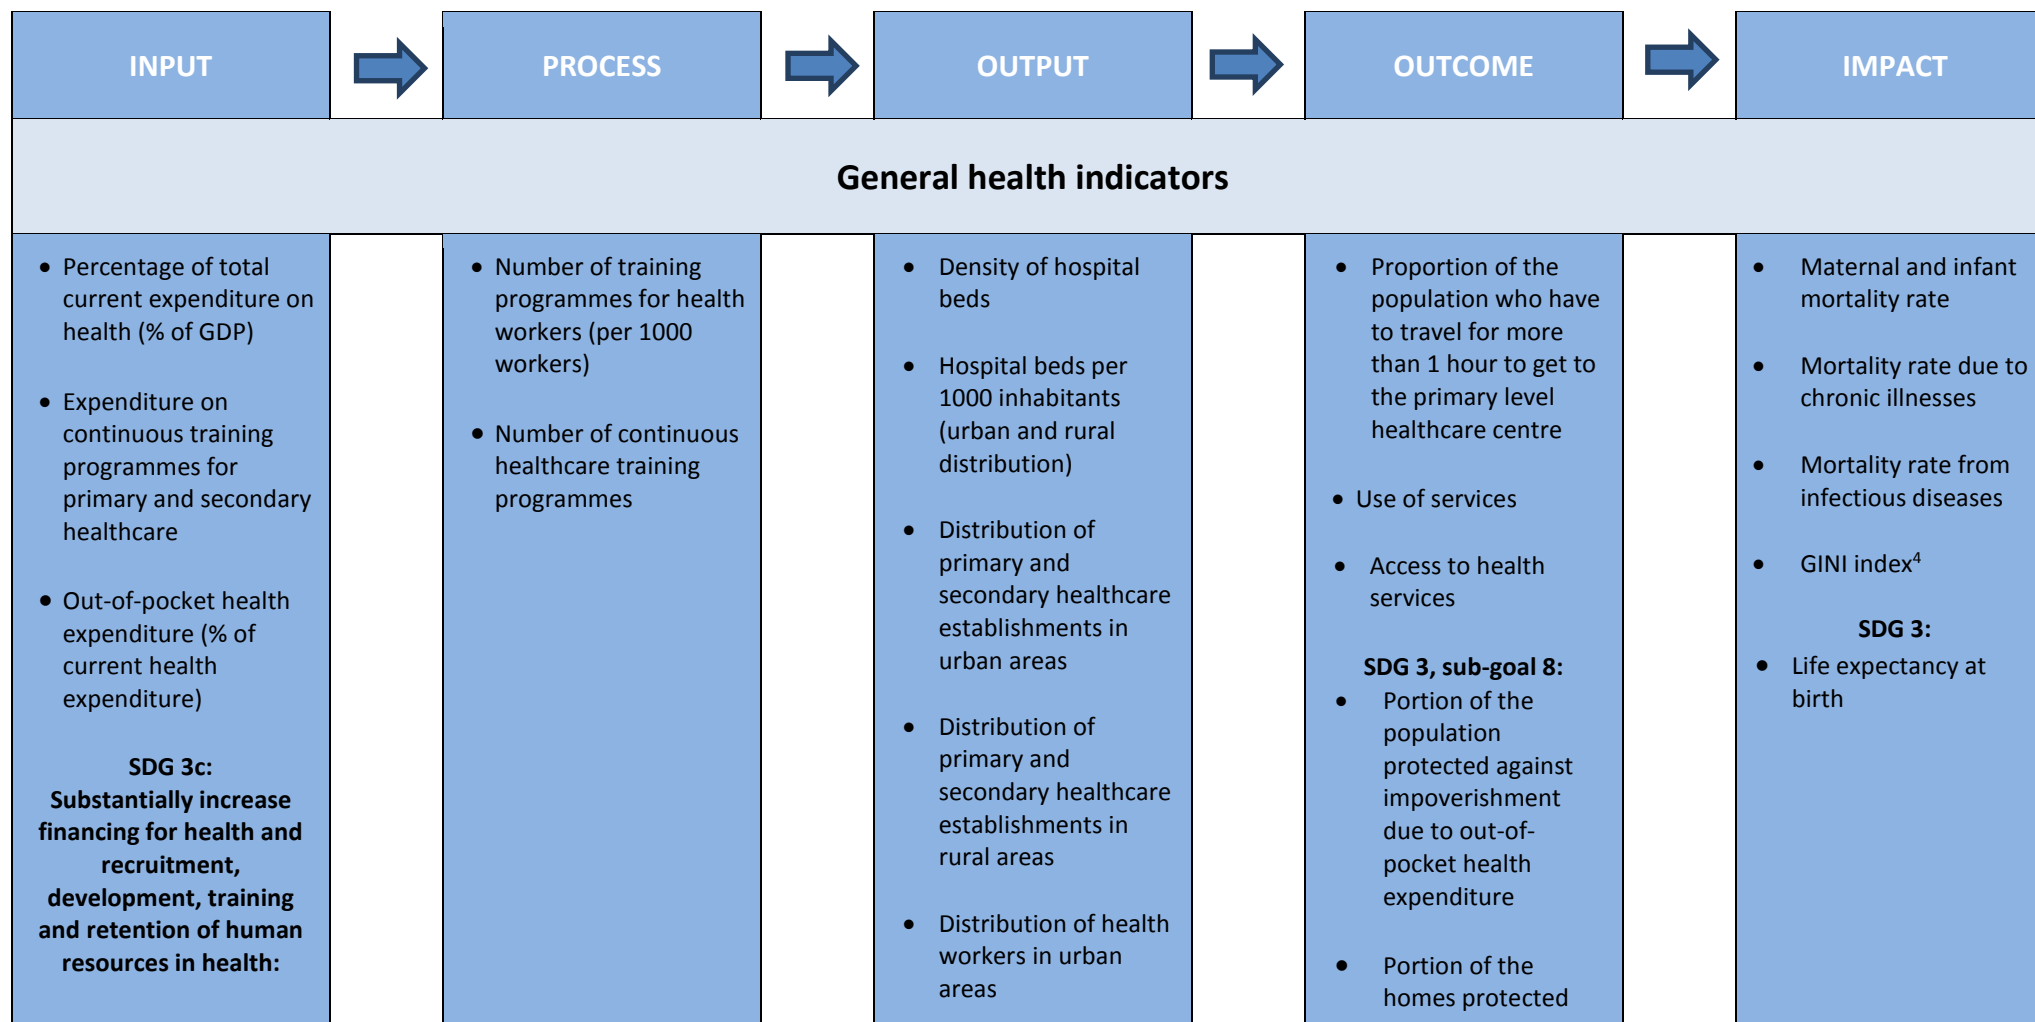 INPUT
PROCESS
OUTPUT
OUTCOME
IMPACT
General health indicators
• Percentage of total
current expenditure on
health (% of GDP)
• Expenditure on
continuous training
programmes for
primary and secondary
healthcare
• Out-of-pocket health
expenditure (% of
current health
expenditure)
SDG 3c:
Substantially increase
financing for health and
recruitment,
development, training
and retention of human
resources in health:
• Number of training
programmes for health
workers (per 1000
workers)
• Number of continuous
healthcare training
programmes
• Density of hospital
beds
• Hospital beds per
1000 inhabitants
(urban and rural
distribution)
• Distribution of
primary and
secondary healthcare
establishments in
urban areas
• Distribution of
primary and
secondary healthcare
establishments in
rural areas
• Distribution of health
workers in urban
areas
• Proportion of the
population who have
to travel for more
than 1 hour to get to
the primary level
healthcare centre
• Use of services
• Access to health
services
SDG 3, sub-goal 8:
• Portion of the
population
protected against
impoverishment
due to out-of-
pocket health
expenditure
• Portion of the
homes protected
• Maternal and infant
mortality rate
• Mortality rate due to
chronic illnesses
• Mortality rate from
infectious diseases
• GINI index⁴
SDG 3:
• Life expectancy at
birth